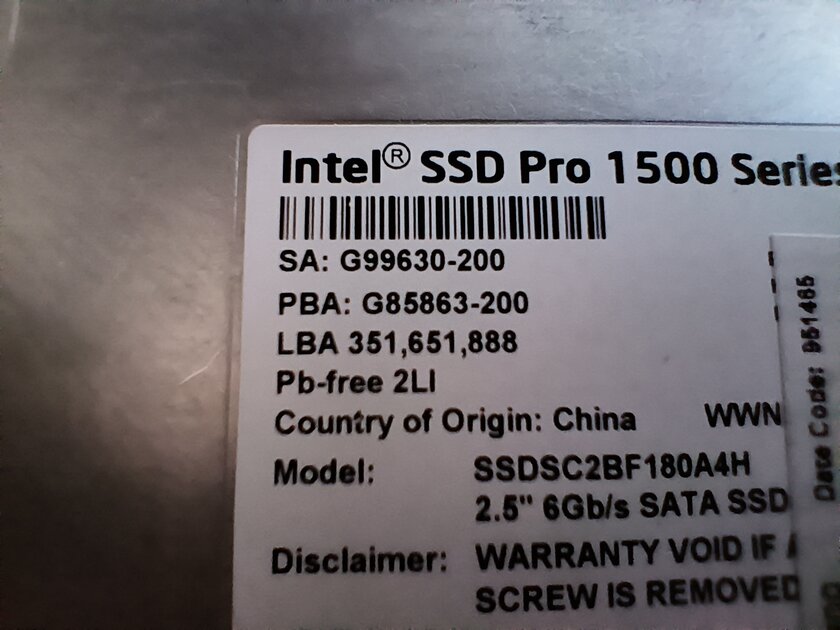 Intel® SSD Pro 1500 Series
SA: G99630-200
PBA: G85863-200
LBA 351,651,888
Pb-free 2LI
Country of Origin: China WWN
Model: SSDSC2BF180A4H
2.5" 6Gb/s SATA SSD
Disclaimer: WARRANTY VOID IF
SCREW IS REMOVED
Date Code: